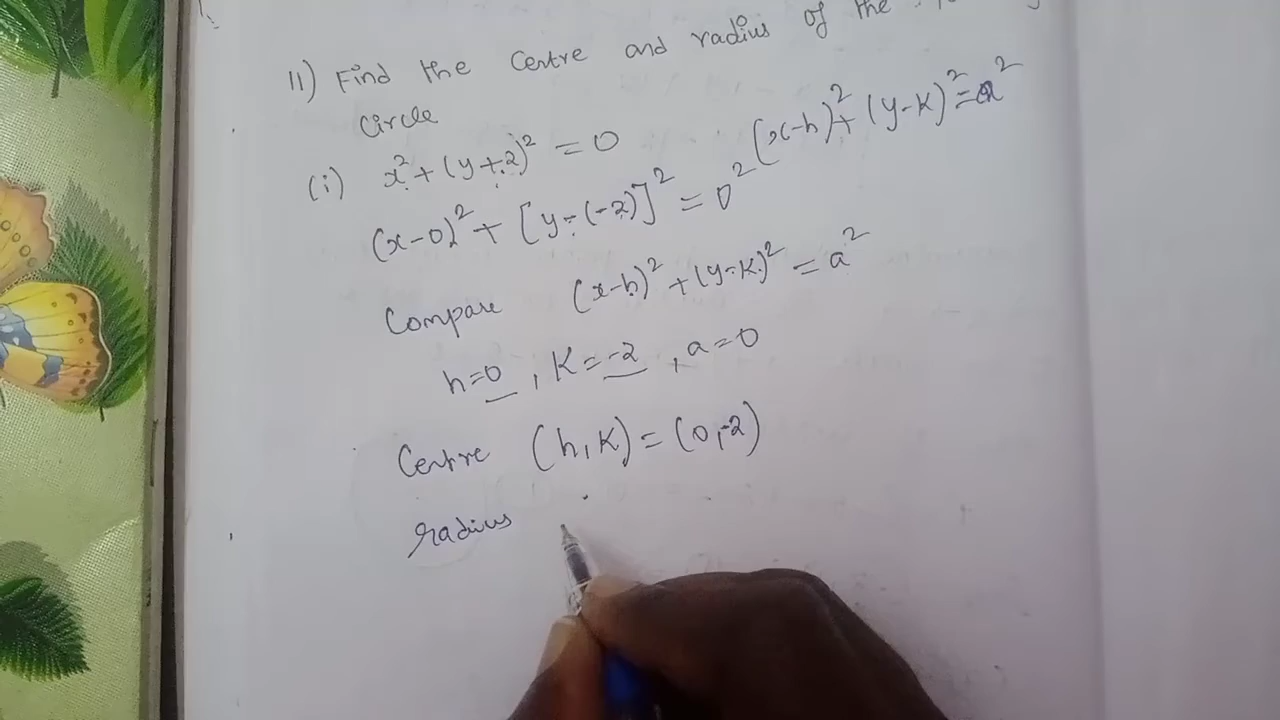 11) Find the Centre and radius of the
Circle
(i) x² + (y+2)² = 0 (x-h)² + (y-K)² = a²
(x-0)² + [y-(-2)]² = 0²
Compare (x-h)² + (y-K)² = a²
h=0, K=-2, a=0
Centre (h,K) = (0,-2)
radius